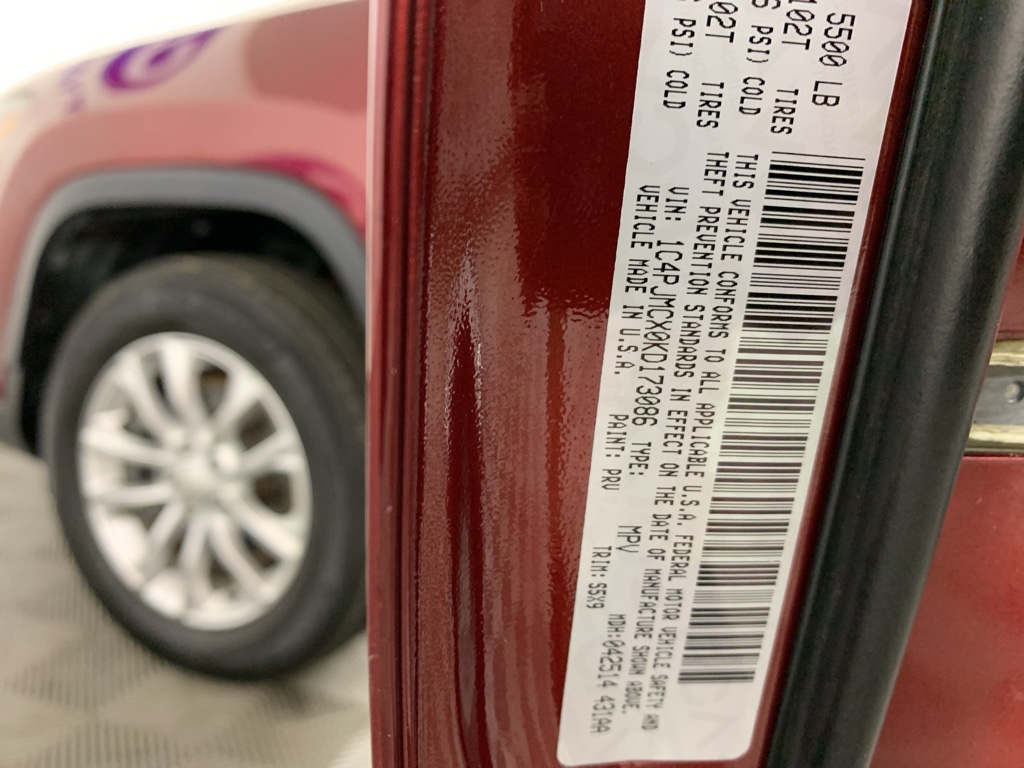 5500 LB
102T TIRES
PSI) COLD
02T TIRES
PSI) COLD
THIS VEHICLE CONFORMS TO ALL APPLICABLE U.S.A. FEDERAL MOTOR VEHICLE SAFETY AND
THEFT PREVENTION STANDARDS IN EFFECT ON THE DATE OF MANUFACTURE SHOWN ABOVE.
VIN: 1C4PJMCX0KD173086 TYPE: MPV MDH:042514 431AA
VEHICLE MADE IN U.S.A. PAINT: PRV TRIM: S5X9